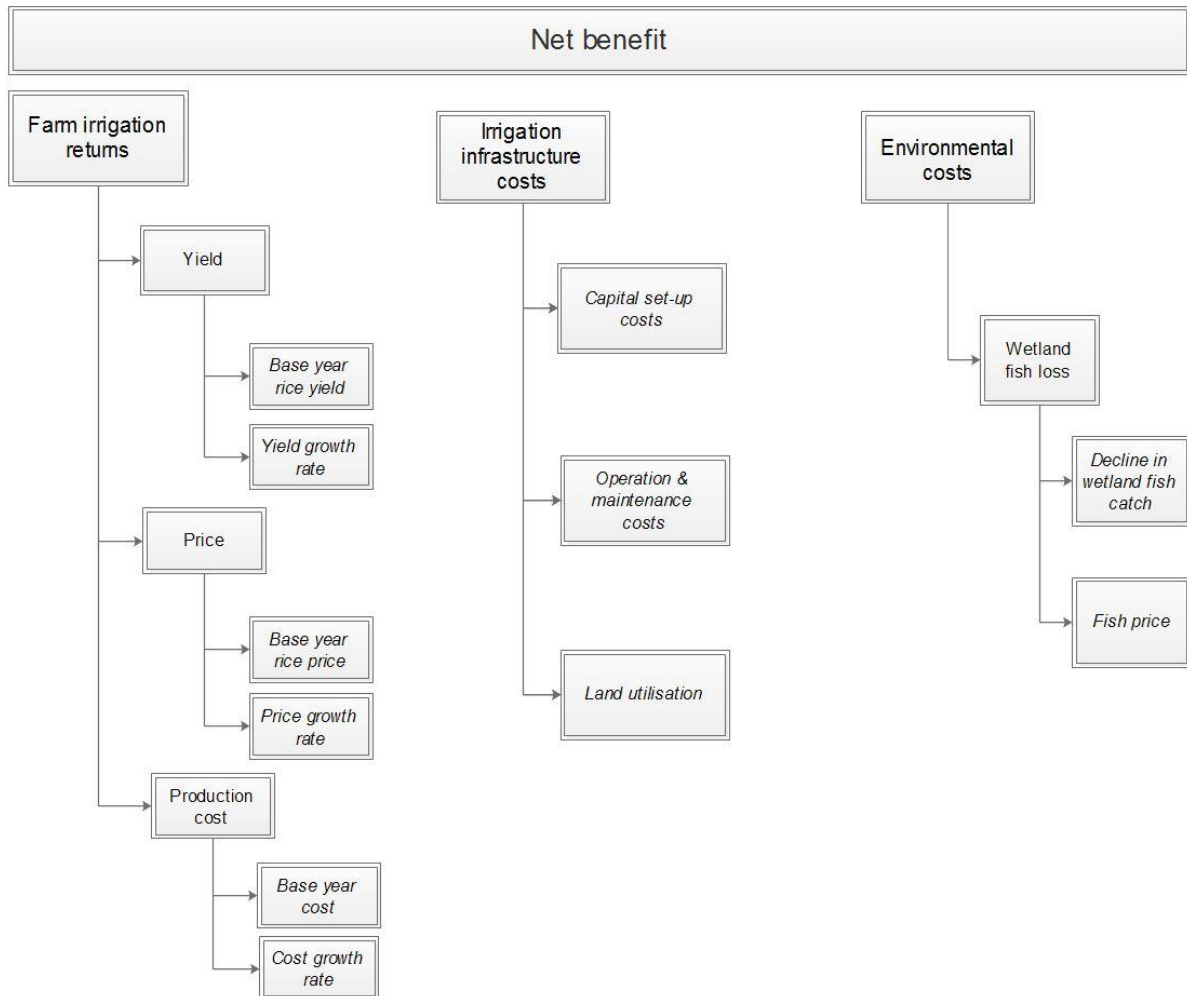 Net benefit
Farm irrigation
returns
Yield
Base year
rice yield
Yield growth
rate
Price
Base year
rice price
Price growth
rate
Production
cost
Base year
cost
Cost growth
rate
Irrigation
infrastructure
costs
Capital set-up
costs
Operation &
maintenance
costs
Land utilisation
Environmental
costs
Wetland
fish loss
Decline in
wetland fish
catch
Fish price